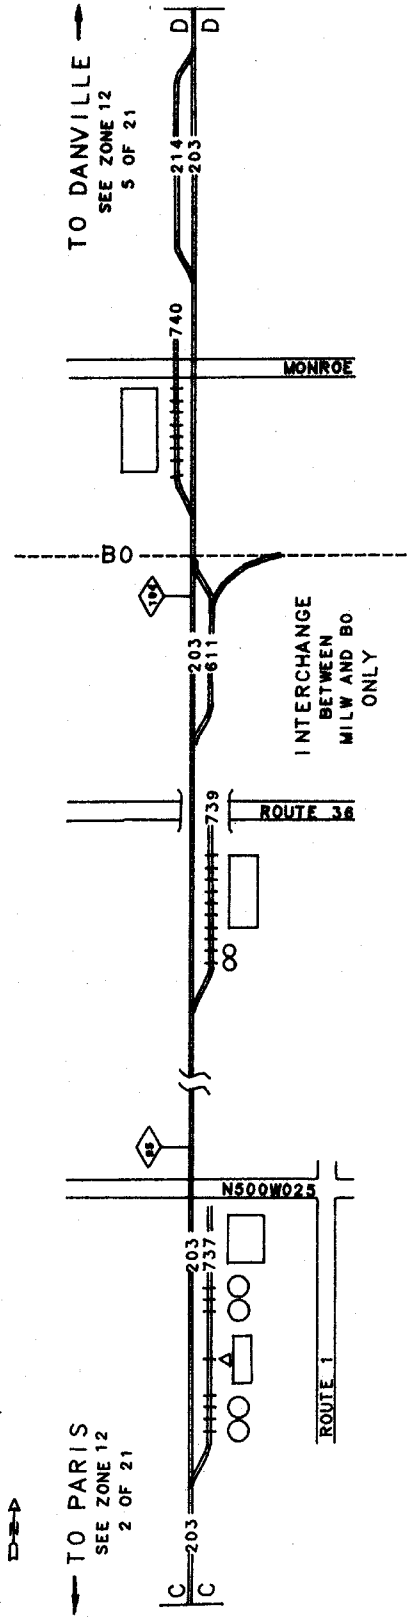 TO DANVILLE
SEE ZONE 12
5 OF 21
D
D
214
203
740
MONROE
BO
203
611
INTERCHANGE
BETWEEN
MILW AND BO
ONLY
739
ROUTE 36
N500W025
203
737
ROUTE 1
TO PARIS
SEE ZONE 12
2 OF 21
203
C
C